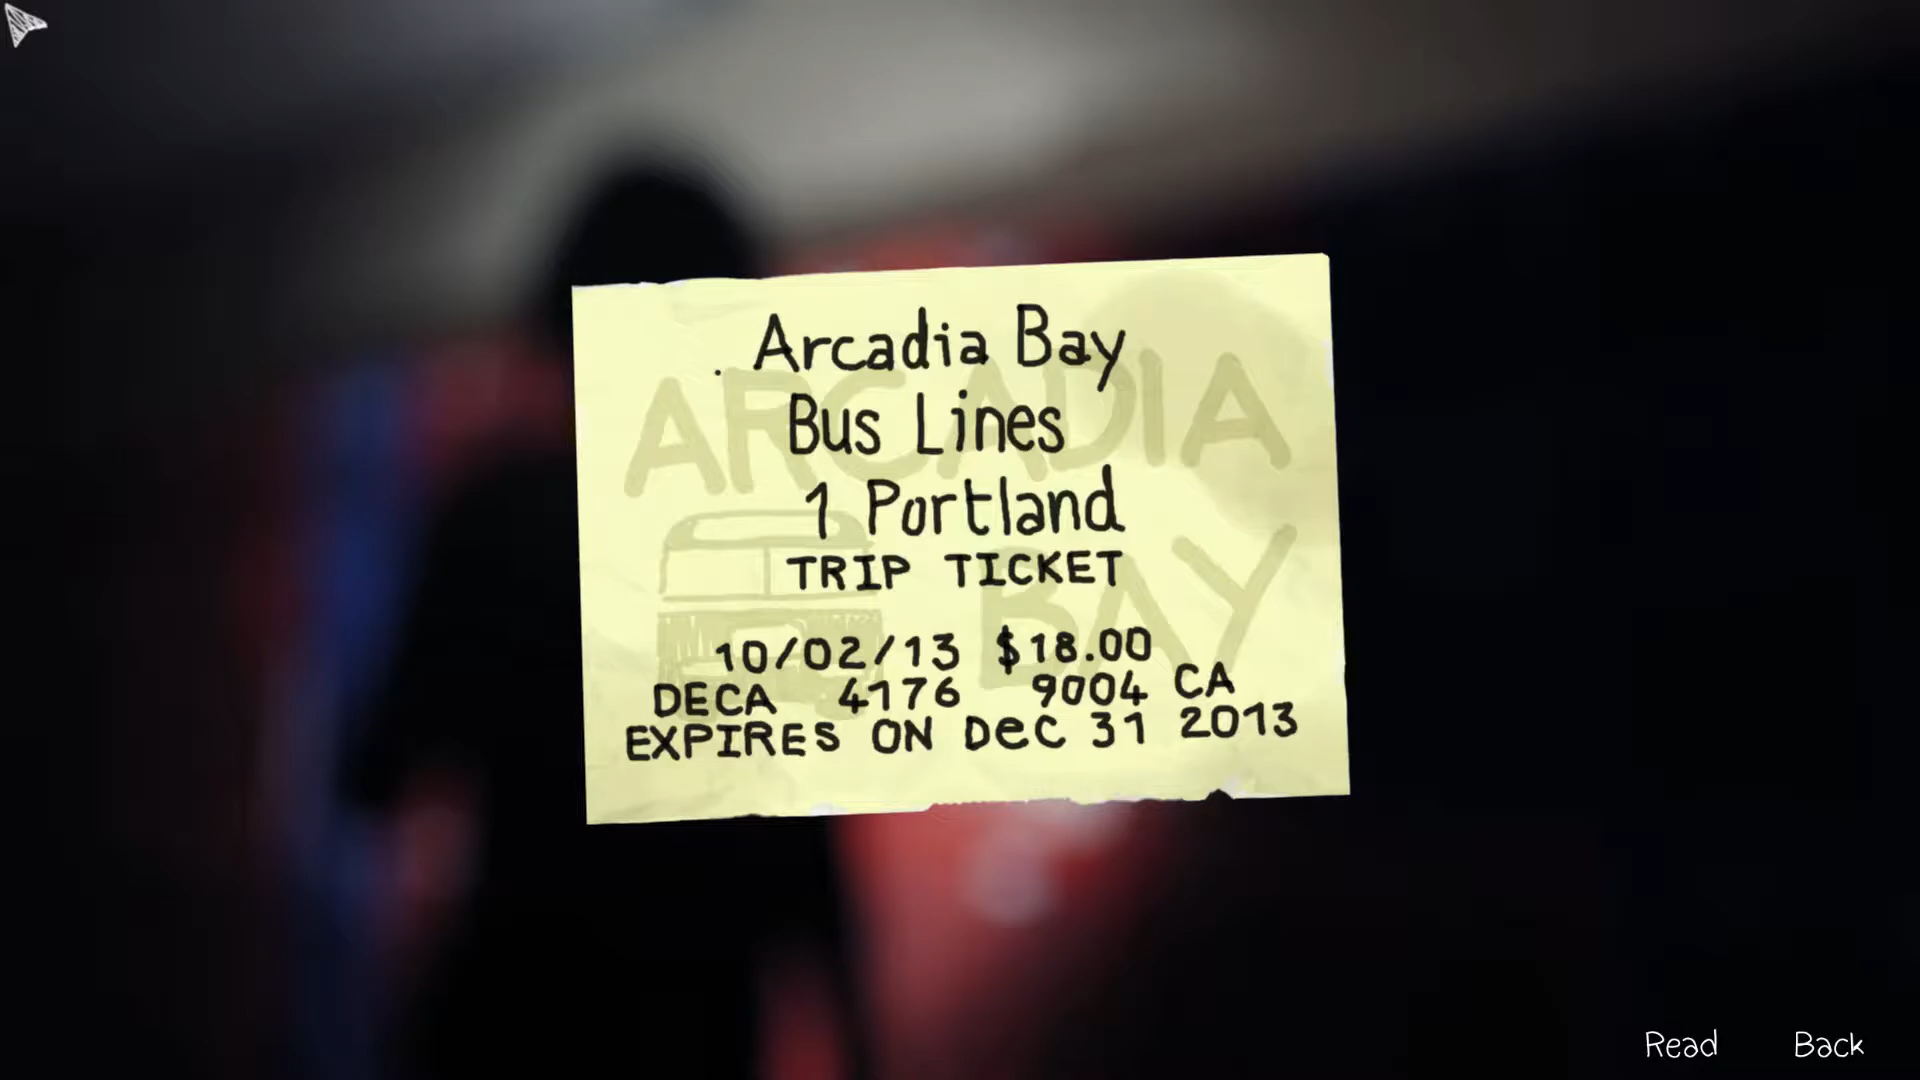 Arcadia Bay
Bus Lines
1 Portland
TRIP TICKET
10/02/13 $18.00
DECA 4176 9004 CA
EXPIRES ON DeC 31 2013
ARCADIA
BAY
Read Back